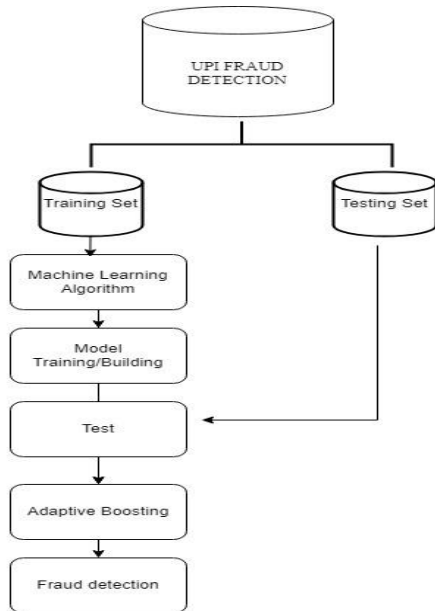 UPI FRAUD
DETECTION
Training Set
Testing Set
Machine Learning
Algorithm
Model
Training/Building
Test
Adaptive Boosting
Fraud detection